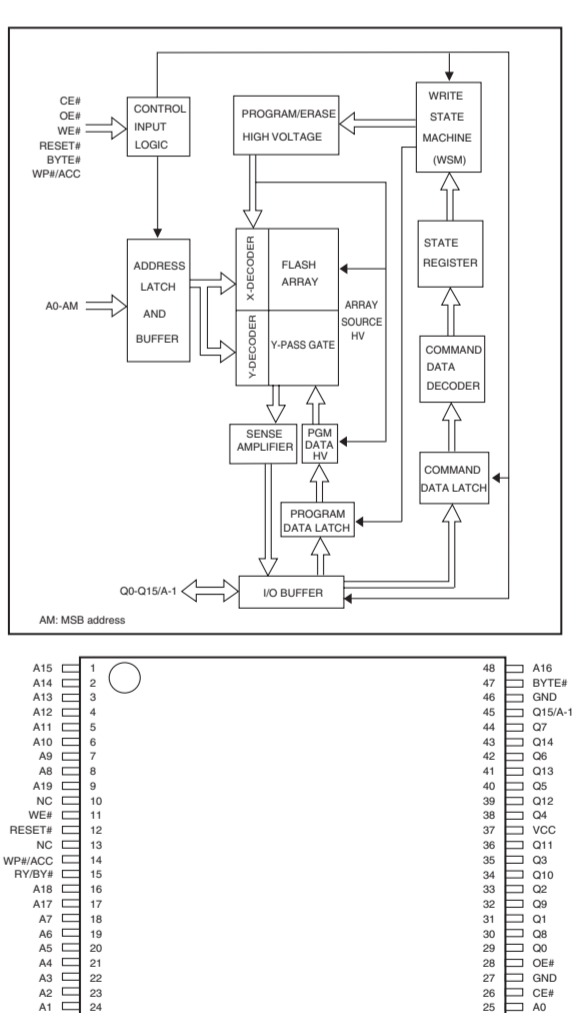 CE#
OE#
WE#
RESET#
BYTE#
WP#/ACC
CONTROL
INPUT
LOGIC
PROGRAM/ERASE
HIGH VOLTAGE
WRITE
STATE
MACHINE
(WSM)
STATE
REGISTER
A0-AM
ADDRESS
LATCH
AND
BUFFER
X-DECODER
FLASH
ARRAY
Y-DECODER
Y-PASS GATE
ARRAY
SOURCE
HV
COMMAND
DATA
DECODER
SENSE
AMPLIFIER
PGM
DATA
HV
COMMAND
DATA LATCH
PROGRAM
DATA LATCH
Q0-Q15/A-1
I/O BUFFER
AM: MSB address
A15 1 48 A16
A14 2 47 BYTE#
A13 3 46 GND
A12 4 45 Q15/A-1
A11 5 44 Q7
A10 6 43 Q14
A9 7 42 Q6
A8 8 41 Q13
A19 9 40 Q5
NC 10 39 Q12
WE# 11 38 Q4
RESET# 12 37 VCC
NC 13 36 Q11
WP#/ACC 14 35 Q3
RY/BY# 15 34 Q10
A18 16 33 Q2
A17 17 32 Q9
A7 18 31 Q1
A6 19 30 Q8
A5 20 29 Q0
A4 21 28 OE#
A3 22 27 GND
A2 23 26 CE#
A1 24 25 A0